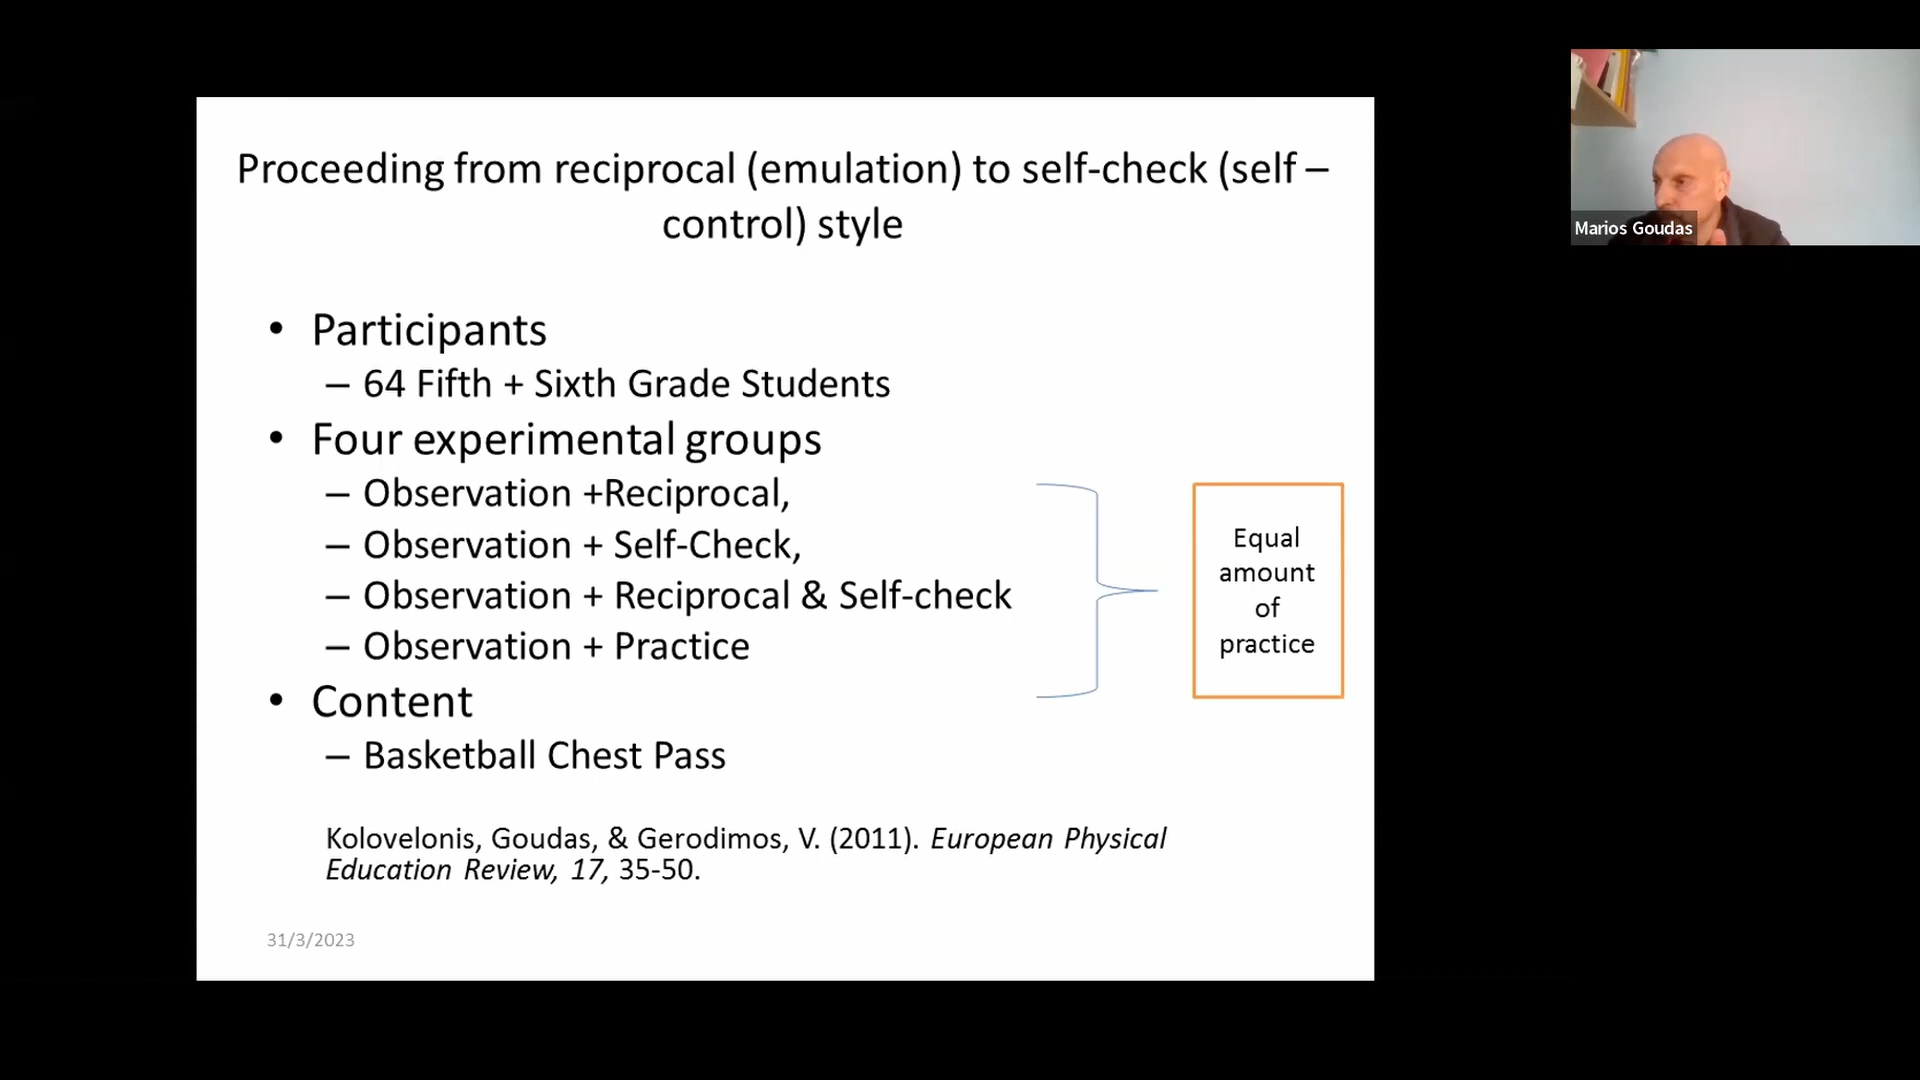 Proceeding from reciprocal (emulation) to self-check (self –
control) style
• Participants
– 64 Fifth + Sixth Grade Students
• Four experimental groups
– Observation +Reciprocal,
– Observation + Self-Check,
– Observation + Reciprocal & Self-check
– Observation + Practice
• Content
– Basketball Chest Pass
Equal
amount
of
practice
Kolovelonis, Goudas, & Gerodimos, V. (2011). European Physical
Education Review, 17, 35-50.
31/3/2023
Marios Goudas